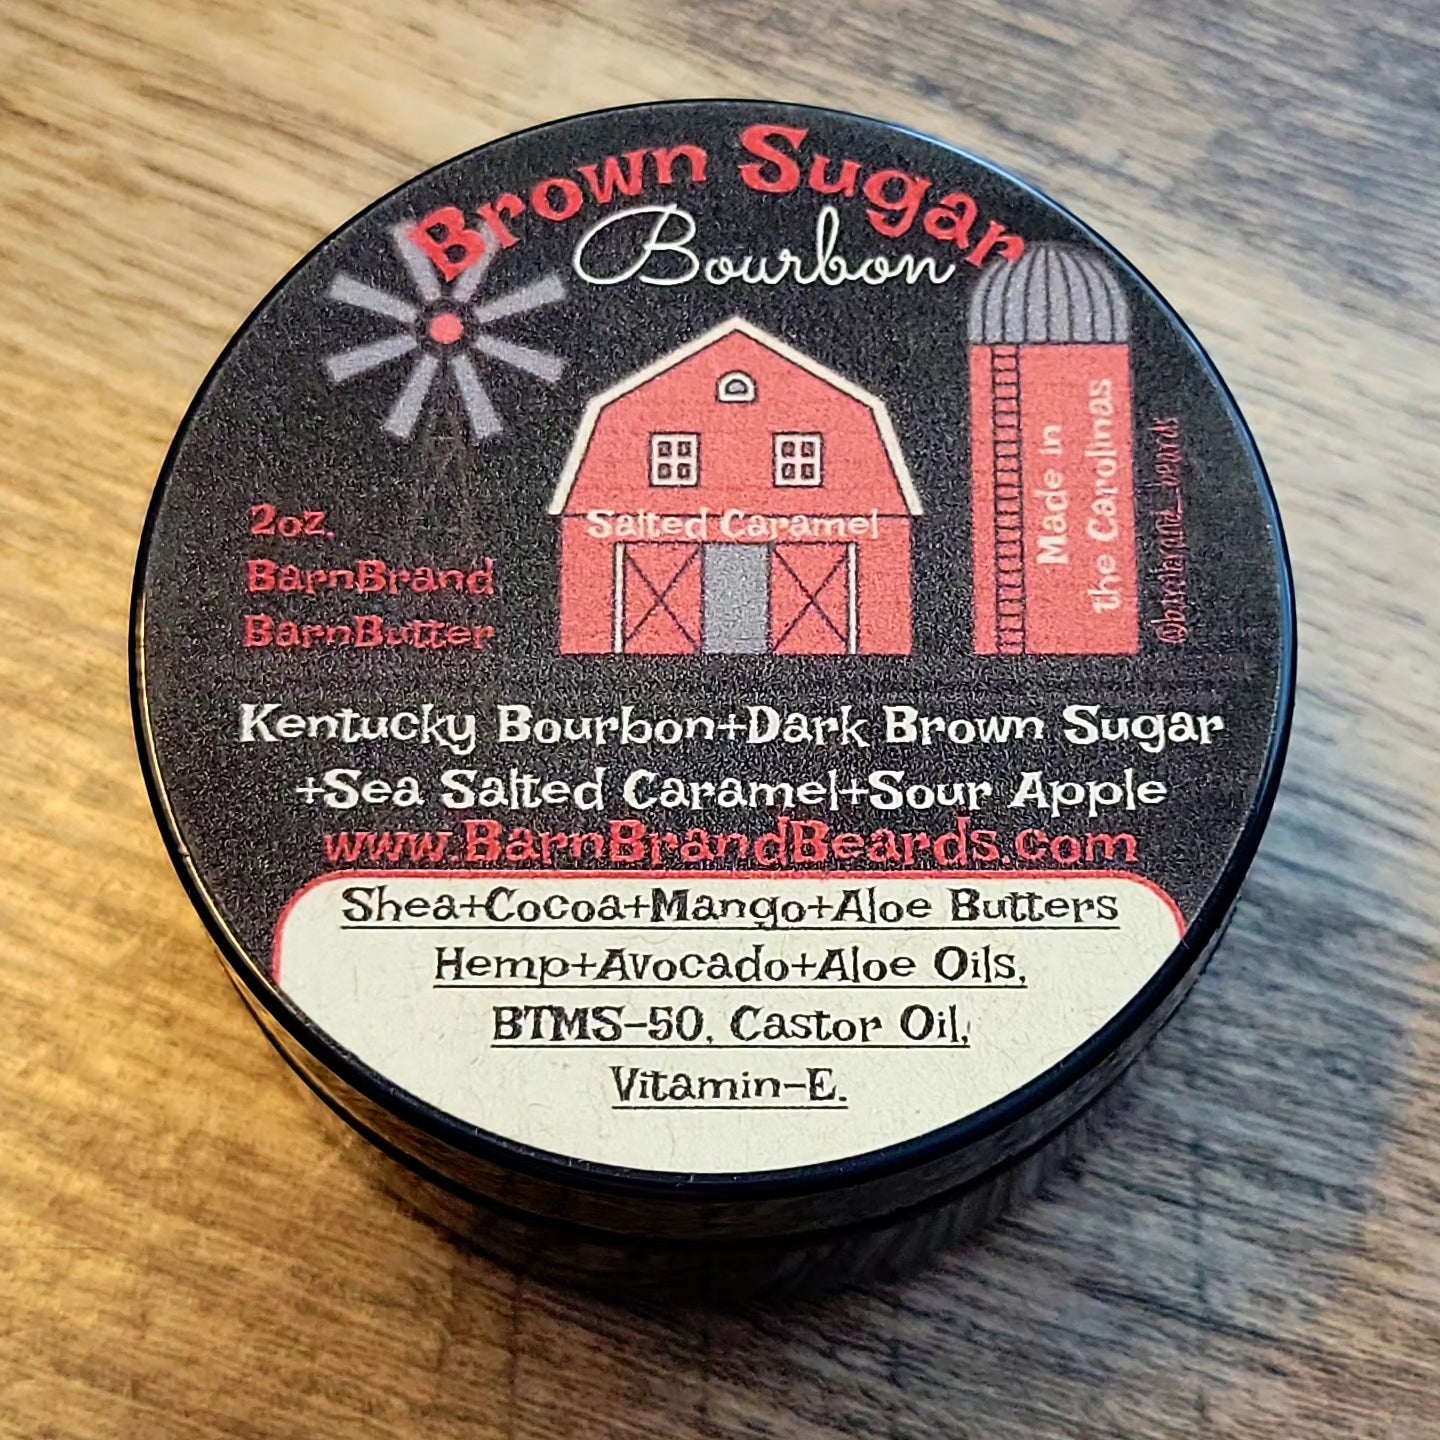 Brown Sugar
Bourbon
Salted Caramel
Made in
the Carolinas
2oz.
BarnBrand
BarnButter
Kentucky Bourbon+Dark Brown Sugar
+Sea Salted Caramel+Sour Apple
www.BarnBrandBeards.com
Shea+Cocoa+Mango+Aloe Butters
Hemp+Avocado+Aloe Oils,
BTMS-50, Castor Oil,
Vitamin-E.